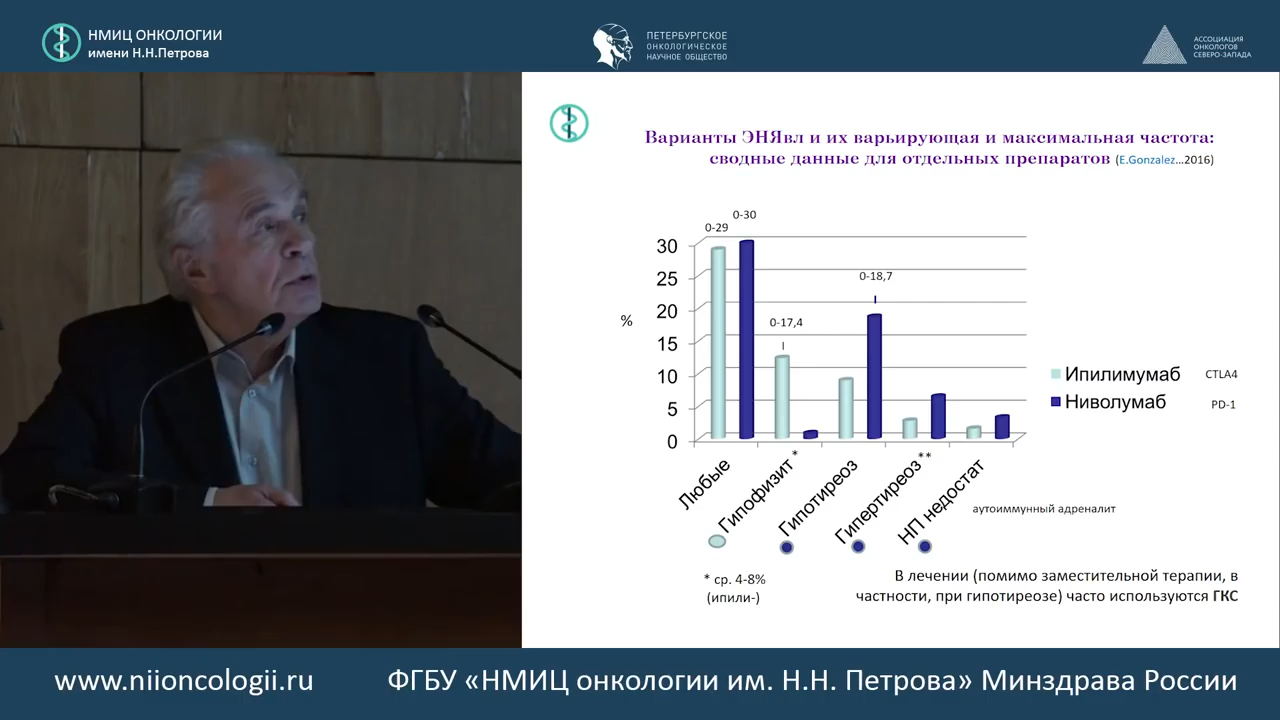 НМИЦ ОНКОЛОГИИ
имени Н.Н.Петрова
ПЕТЕРБУРГСКОЕ
ОНКОЛОГИЧЕСКОЕ
НАУЧНОЕ ОБЩЕСТВО
АССОЦИАЦИЯ
ОНКОЛОГОВ
СЕВЕРО-ЗАПАДА
Варианты ЭНЯвл и их варьирующая и максимальная частота:
сводные данные для отдельных препаратов (E.Gonzalez...2016)
0-29
0-30
0-17,4
0-18,7
%
30
25
20
15
10
5
0
Любые
Гипофизит *
Гипотиреоз
Гипертиреоз **
НП недостат
аутоиммунный адреналит
Ипилимумаб CTLA4
Ниволумаб PD-1
* ср. 4-8%
(ипили-)
В лечении (помимо заместительной терапии, в
частности, при гипотиреозе) часто используются ГКС
www.niioncologii.ru
ФГБУ «НМИЦ онкологии им. Н.Н. Петрова» Минздрава России